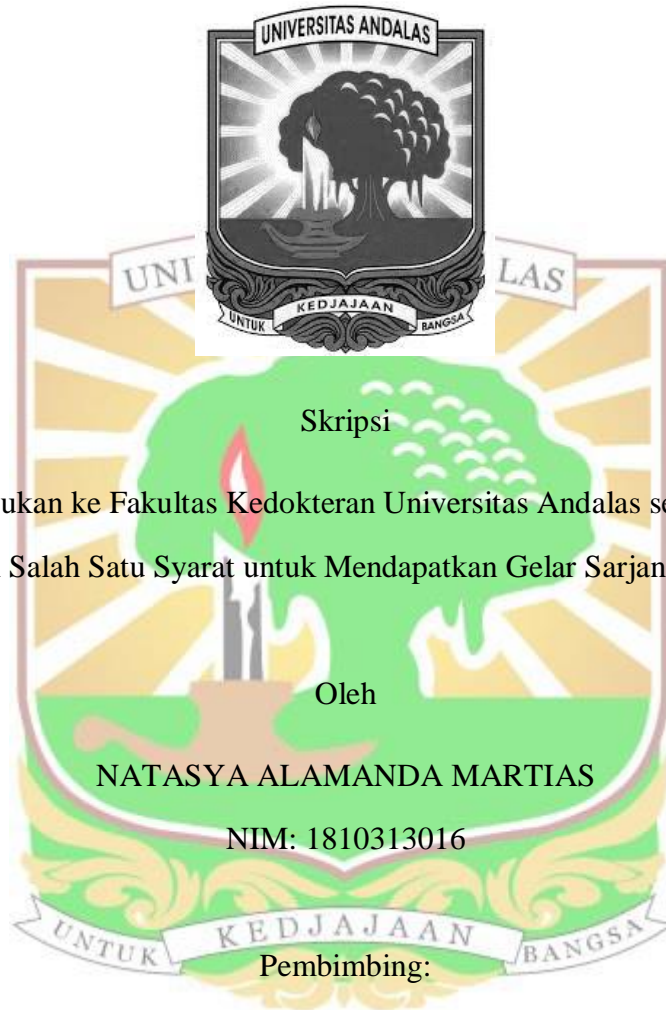 UNIVERSITAS ANDALAS
UNTUK KEDJAJAAN BANGSA
UNI LAS
Skripsi
ukan ke Fakultas Kedokteran Universitas Andalas se
Salah Satu Syarat untuk Mendapatkan Gelar Sarjan
Oleh
NATASYA ALAMANDA MARTIAS
NIM: 1810313016
UNTUK KEDJAJAAN BANGSA
Pembimbing: